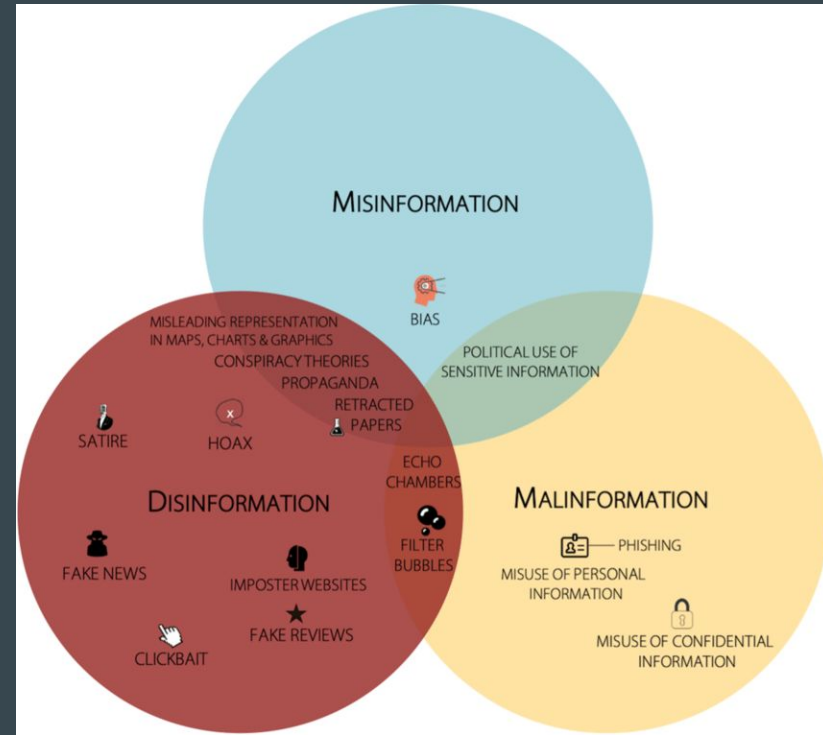 MISINFORMATION
BIAS
MISLEADING REPRESENTATION
IN MAPS, CHARTS & GRAPHICS
CONSPIRACY THEORIES
PROPAGANDA
RETRACTED
PAPERS
POLITICAL USE OF
SENSITIVE INFORMATION
SATIRE
X
HOAX
ECHO
CHAMBERS
DISINFORMATION
MALINFORMATION
FAKE NEWS
IMPOSTER WEBSITES
FILTER
BUBBLES
PHISHING
MISUSE OF PERSONAL
INFORMATION
FAKE REVIEWS
CLICKBAIT
MISUSE OF CONFIDENTIAL
INFORMATION